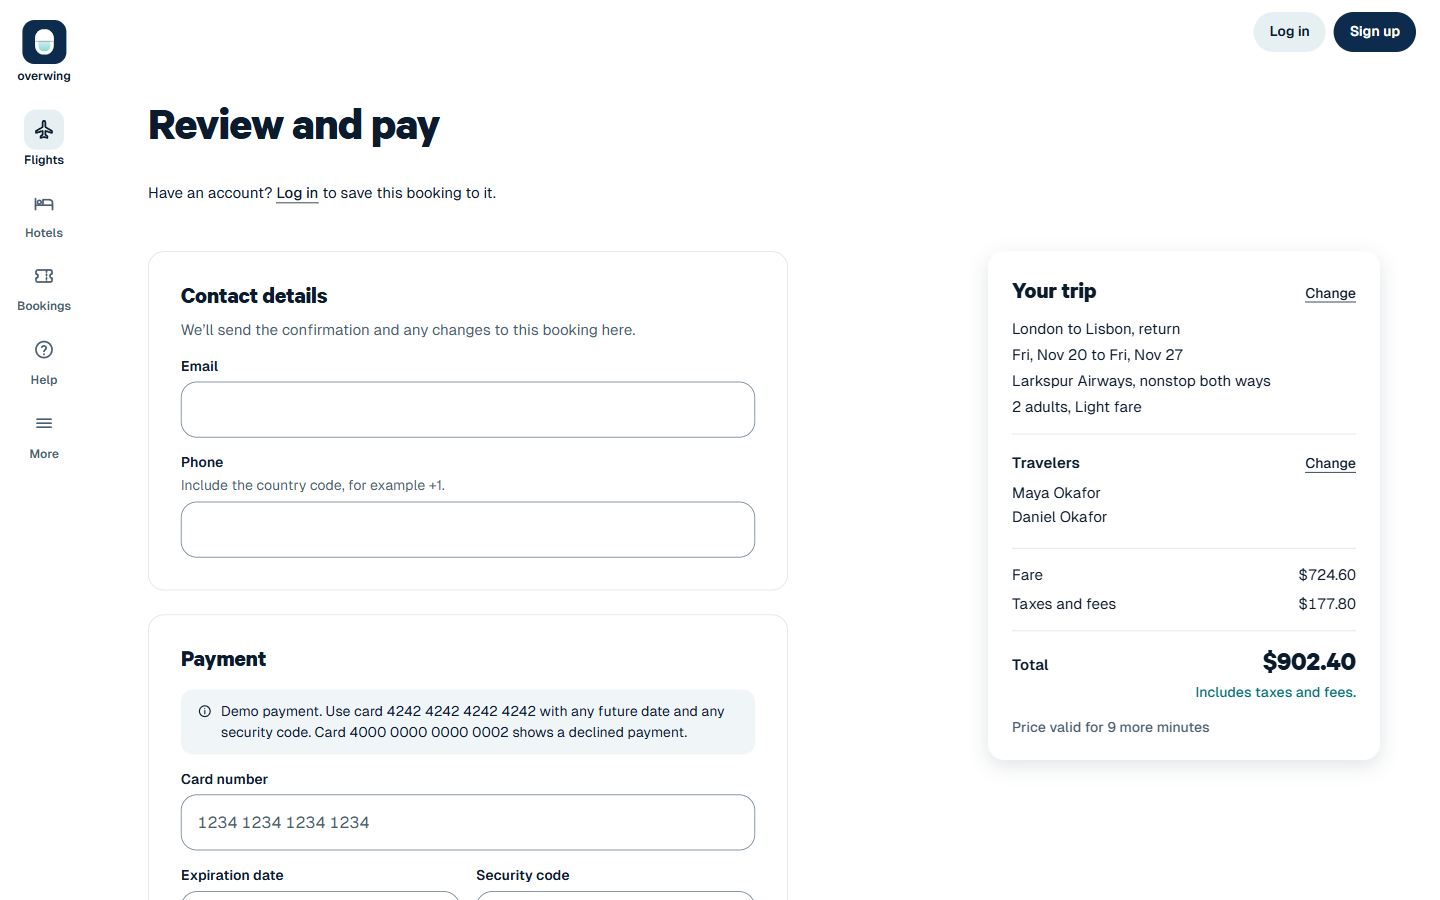 overwing
Flights
Hotels
Bookings
Help
More
Log in
Sign up
Review and pay
Have an account? Log in to save this booking to it.
Contact details
We'll send the confirmation and any changes to this booking here.
Email
Phone
Include the country code, for example +1.
Payment
Demo payment. Use card 4242 4242 4242 4242 with any future date and any
security code. Card 4000 0000 0000 0002 shows a declined payment.
Card number
1234 1234 1234 1234
Expiration date
Security code
Your trip
Change
London to Lisbon, return
Fri, Nov 20 to Fri, Nov 27
Larkspur Airways, nonstop both ways
2 adults, Light fare
Travelers
Change
Maya Okafor
Daniel Okafor
Fare $724.60
Taxes and fees $177.80
Total $902.40
Includes taxes and fees.
Price valid for 9 more minutes